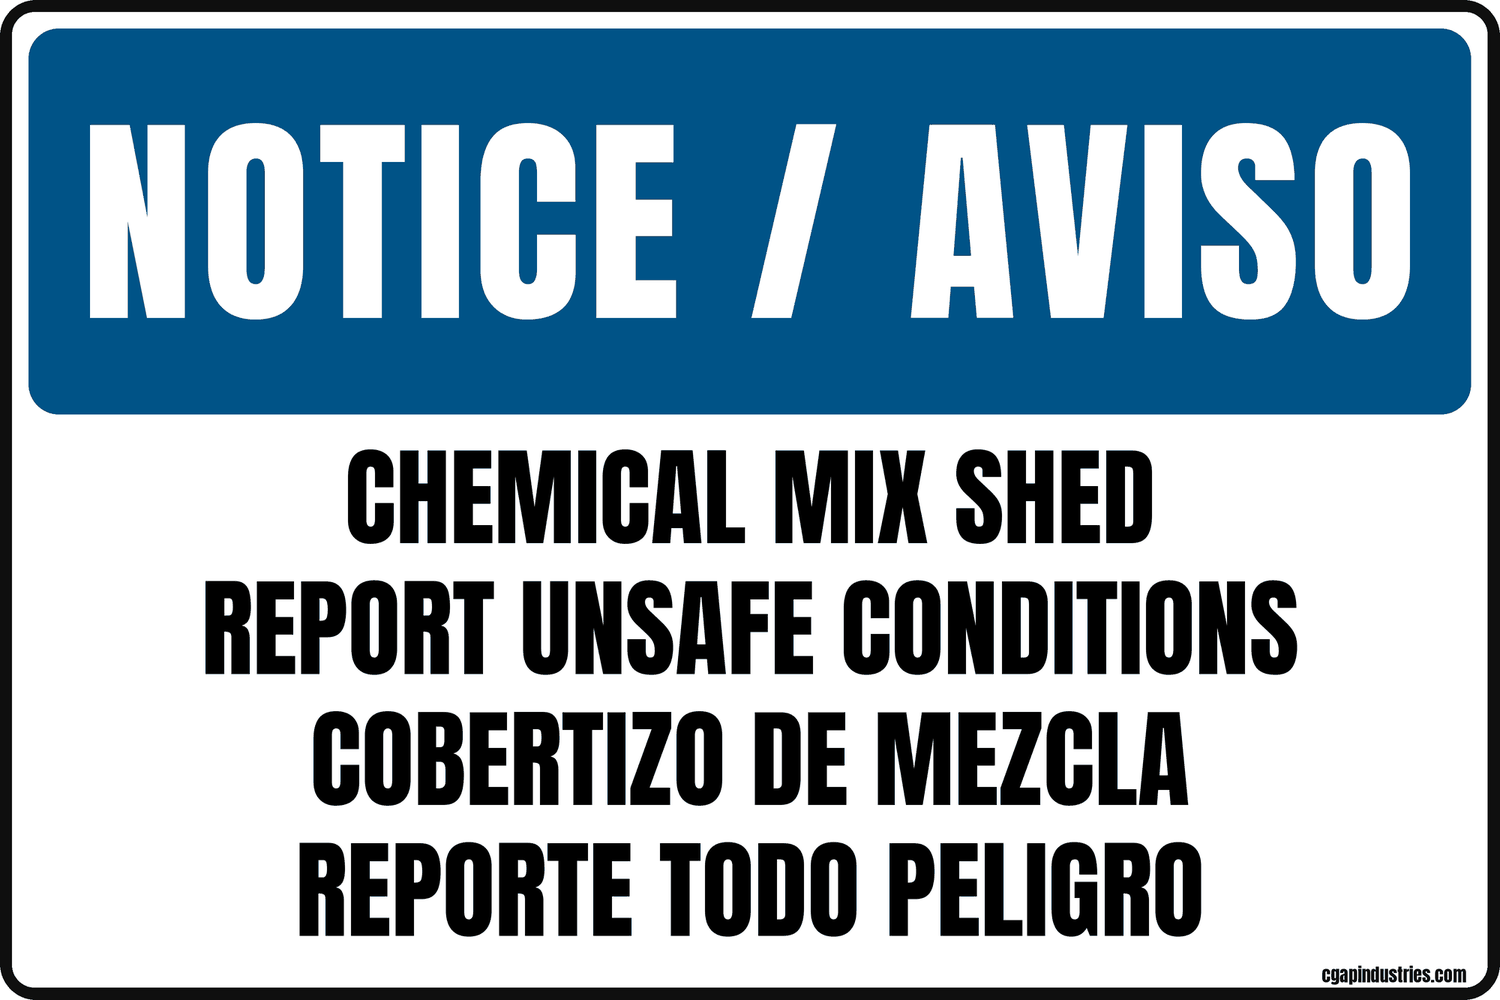 NOTICE / AVISO
CHEMICAL MIX SHED
REPORT UNSAFE CONDITIONS
COBERTIZO DE MEZCLA
REPORTE TODO PELIGRO
cgapindustries.com